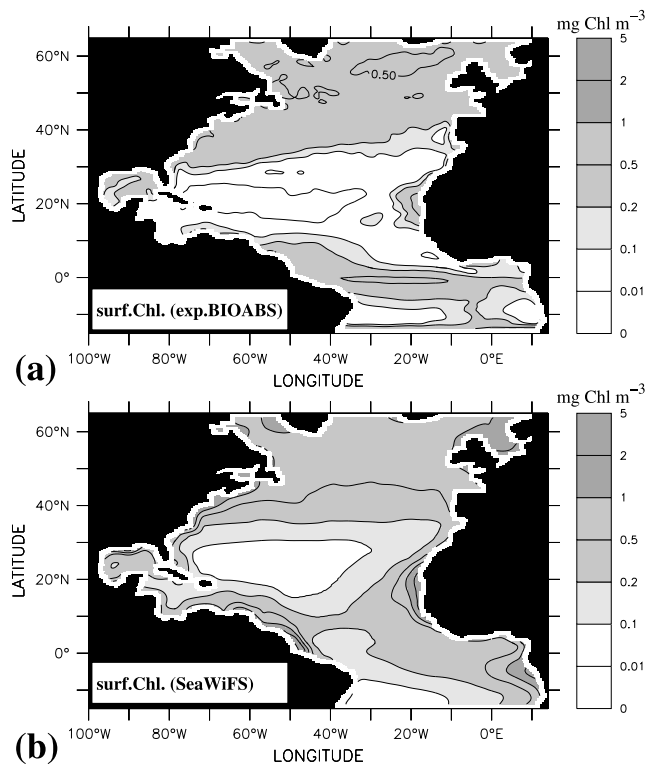 mg Chl m⁻³
60°N
40°N
20°N
0°
LATITUDE
0.50
surf.Chl. (exp.BIOABS)
5
2
1
0.5
0.2
0.1
0.01
0
(a)
100°W 80°W 60°W 40°W 20°W 0°E
LONGITUDE
mg Chl m⁻³
60°N
40°N
20°N
0°
LATITUDE
surf.Chl. (SeaWiFS)
5
2
1
0.5
0.2
0.1
0.01
0
(b)
100°W 80°W 60°W 40°W 20°W 0°E
LONGITUDE